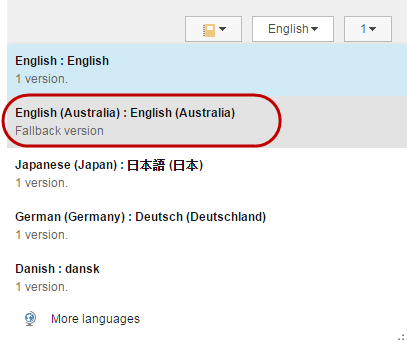 English 1
English : English
1 version.
English (Australia) : English (Australia)
Fallback version
Japanese (Japan) : 日本語 (日本)
1 version.
German (Germany) : Deutsch (Deutschland)
1 version.
Danish : dansk
1 version.
More languages